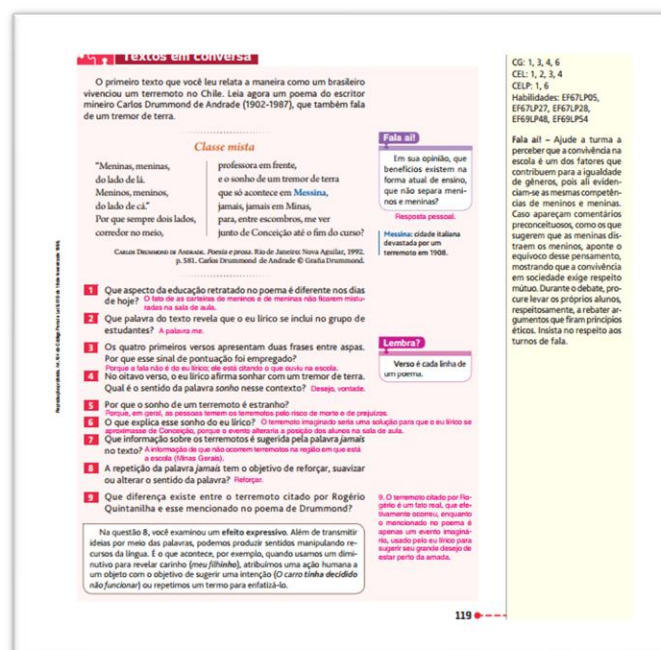 Textos em conversa
O primeiro texto que você leu relata a maneira como um brasileiro
vivenciou um terremoto no Chile. Leia agora um poema do escritor
mineiro Carlos Drummond de Andrade (1902-1987), que também fala
de um tremor de terra.
Classe mista
"Meninas, meninas,
do lado de lá.
Meninos, meninos,
do lado de cá."
Por que sempre dois lados,
corredor no meio,
professora em frente,
e o sonho de um tremor de terra
que só acontece em Messina,
jamais, jamais em Minas,
para, entre escombros, me ver
junto de Conceição até o fim do curso?
CARLOS DRUMMOND DE ANDRADE. Poesia e prosa. Rio de Janeiro: Nova Aguilar, 1992.
p. 581. Carlos Drummond de Andrade © Graña Drummond.
Fala aí!
Em sua opinião, que
benefícios existem na
forma atual de ensino,
que não separa meni-
nos e meninas?
Resposta pessoal.
Messina: cidade italiana
devastada por um
terremoto em 1908.
1 Que aspecto da educação retratado no poema é diferente nos dias
de hoje? O fato de as carteiras de meninos e de meninas não ficarem mistu-
radas na sala de aula.
2 Que palavra do texto revela que o eu lírico se inclui no grupo de
estudantes? A palavra me.
3 Os quatro primeiros versos apresentam duas frases entre aspas.
Por que esse sinal de pontuação foi empregado?
Porque a fala não é do eu lírico; ele está citando o que ouviu na escola.
4 No oitavo verso, o eu lírico afirma sonhar com um tremor de terra.
Qual é o sentido da palavra sonho nesse contexto? Desejo, vontade.
Lembra?
Verso é cada linha de
um poema.
5 Por que o sonho de um terremoto é estranho?
Porque, em geral, as pessoas temem os terremotos pelo risco de morte e de prejuízos.
6 O que explica esse sonho do eu lírico? O terremoto imaginado seria uma solução para que o eu lírico se
aproximasse de Conceição, porque o evento alteraria a posição dos alunos na sala de aula.
7 Que informação sobre os terremotos é sugerida pela palavra jamais
no texto? A informação de que não ocorrem terremotos na região em que está
a escola (Minas Gerais).
8 A repetição da palavra jamais tem o objetivo de reforçar, suavizar
ou alterar o sentido da palavra? Reforçar.
9 Que diferença existe entre o terremoto citado por Rogério
Quintanilha e esse mencionado no poema de Drummond?
9. O terremoto citado por Ro-
gério é um fato real, que efe-
tivamente ocorreu, enquanto
o mencionado no poema é
apenas um evento imaginá-
rio, usado pelo eu lírico para
sugerir seu grande desejo de
estar perto da amada.
Na questão 8, você examinou um efeito expressivo. Além de transmitir
ideias por meio das palavras, podemos produzir sentidos manipulando re-
cursos da língua. É o que acontece, por exemplo, quando usamos um dimi-
nutivo para revelar carinho (meu filhinho), atribuímos uma ação humana a
um objeto com o objetivo de sugerir uma intenção (O carro tinha decidido
não funcionar) ou repetimos um termo para enfatizá-lo.
119
CG: 1, 3, 4, 6
CEL: 1, 2, 3, 4
CELP: 1, 6
Habilidades: EF67LP05,
EF67LP27, EF67LP28,
EF69LP48, EF69LP54
Fala aí! – Ajude a turma a
perceber que a convivência na
escola é um dos fatores que
contribuem para a igualdade
de gêneros, pois ali eviden-
ciam-se as mesmas competên-
cias de meninos e meninas.
Caso apareçam comentários
preconceituosos, como os que
sugerem que as meninas dis-
traem os meninos, aponte o
equívoco desse pensamento,
mostrando que a convivência
em sociedade exige respeito
mútuo. Durante o debate, pro-
cure levar os próprios alunos,
respeitosamente, a rebater ar-
gumentos que firam princípios
éticos. Insista no respeito aos
turnos de fala.